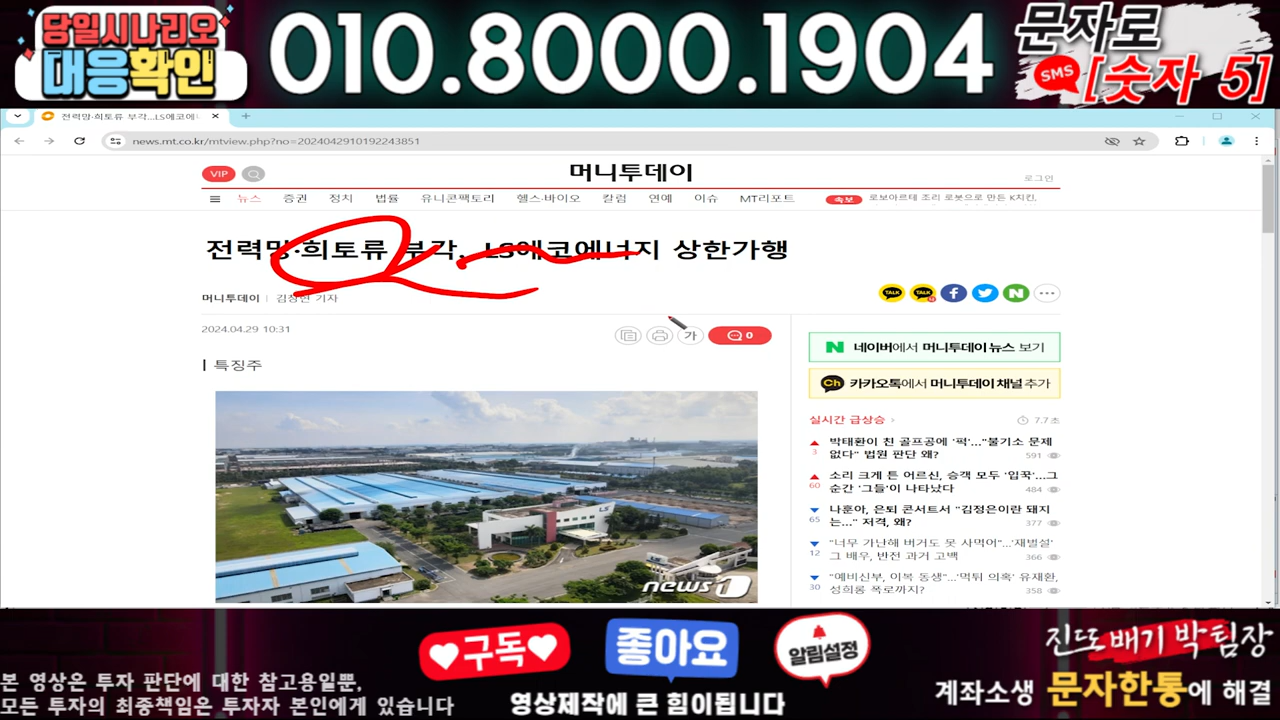 당일시나리오
대응확인
010.8000.1904
문자로
SMS
[숫자 5]
전력망·희토류 부각...LS에코에너
news.mt.co.kr/mtview.php?no=2024042910192243851
VIP
머니투데이
로그인
뉴스 증권 정치 법률 유니콘팩토리 헬스·바이오 칼럼 연예 이슈 MT리포트
속보 로보아르테 조리 로봇으로 만든 K치킨,
전력망·희토류 부각, LS에코에너지 상한가행
머니투데이 김창현 기자
TALK TALK f N
2024.04.29 10:31
가
0
특징주
LS
news1
N 네이버에서 머니투데이 뉴스 보기
Ch 카카오톡에서 머니투데이 채널 추가
실시간 급상승
7.7초
3 박태환이 친 골프공에 '퍽'..."불기소 문제
없다" 법원 판단 왜? 591
60 소리 크게 튼 어르신, 승객 모두 '입꾹'...그
순간 '그들'이 나타났다 484
65 나훈아, 은퇴 콘서트서 "김정은이란 돼지
는..." 저격, 왜? 377
12 "너무 가난해 버거도 못 사먹어"...'재벌설'
그 배우, 반전 과거 고백 366
30 "예비신부, 이복 동생"...'먹튀 의혹' 유재환,
성희롱 폭로까지? 358
구독
좋아요
알림설정
영상제작에 큰 힘이됩니다
본 영상은 투자 판단에 대한 참고용일뿐,
모든 투자의 최종책임은 투자자 본인에게 있습니다
진또배기 박팀장
계좌소생 문자한통에 해결